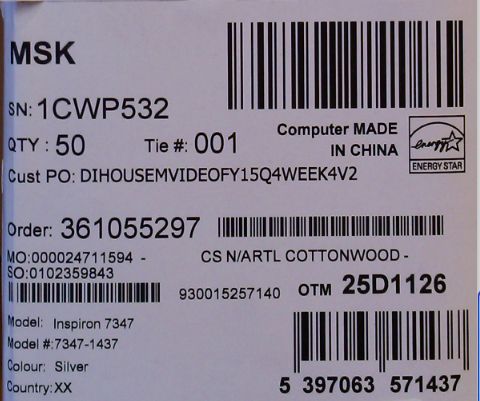 MSK
SN: 1CWP532
QTY : 50 Tie #: 001
Computer MADE
IN CHINA
energy
ENERGY STAR
Cust PO: DIHOUSEMVIDEOFY15Q4WEEK4V2
Order: 361055297
MO:000024711594 - CS N/ARTL COTTONWOOD -
SO:0102359843
930015257140 OTM 25D1126
Model: Inspiron 7347
Model #:7347-1437
Colour: Silver
Country: XX
5 397063 571437